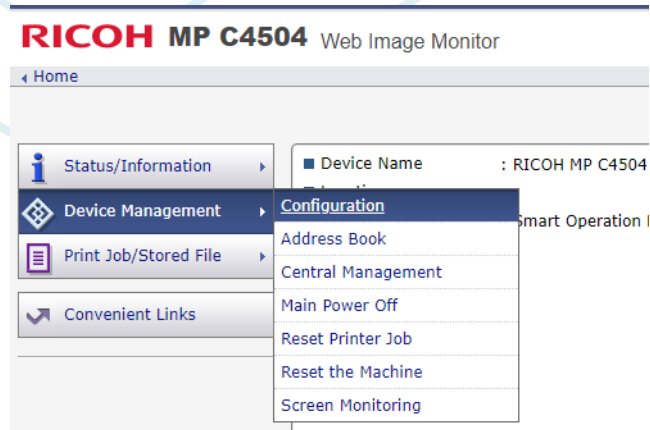 RICOH MP C4504 Web Image Monitor
Home
Status/Information
Device Name : RICOH MP C4504
Device Management
Configuration
Smart Operation
Address Book
Print Job/Stored File
Central Management
Main Power Off
Convenient Links
Reset Printer Job
Reset the Machine
Screen Monitoring